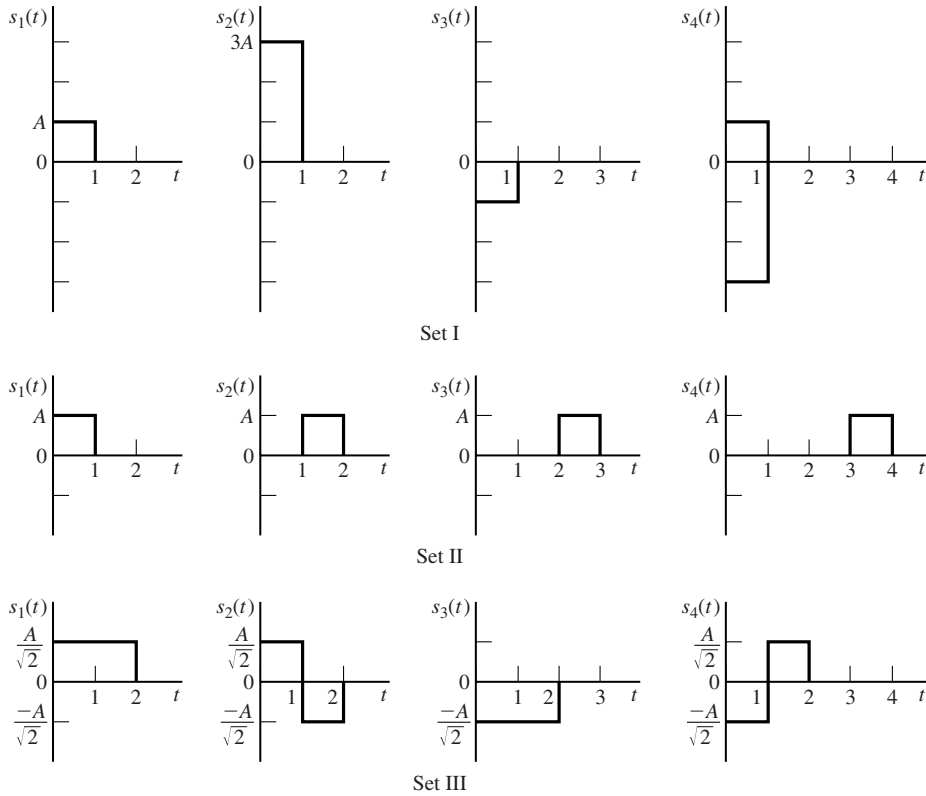 s₁(t) s₂(t) s₃(t) s₄(t)
3A
A
0 0 0 0
1 2 t 1 2 t 1 2 3 t 1 2 3 4 t
Set I
s₁(t) s₂(t) s₃(t) s₄(t)
A A A A
0 0 0 0
1 2 t 1 2 t 1 2 3 t 1 2 3 4 t
Set II
s₁(t) s₂(t) s₃(t) s₄(t)
A/√2 A/√2 A/√2
0 0 0 0
1 2 t 1 2 t 1 2 3 t 1 2 3 4 t
−A/√2 −A/√2 −A/√2 −A/√2
Set III